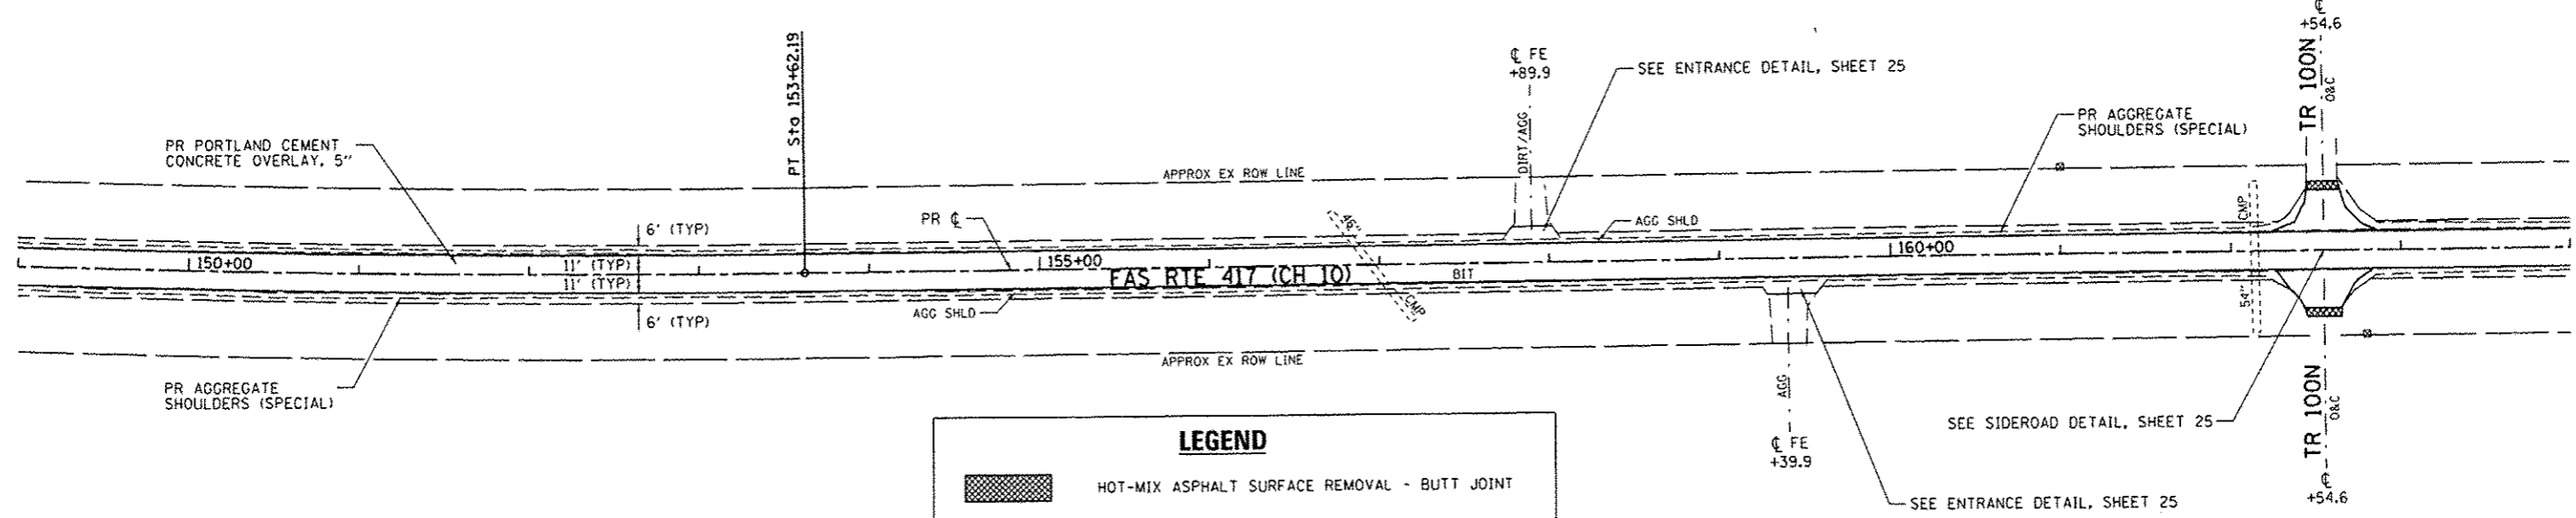 ℄
+54.6
TR 100N
O&C
PT Sta 153+62.19
℄ FE
+89.9
SEE ENTRANCE DETAIL, SHEET 25
DIRT/AGG
PR AGGREGATE
SHOULDERS (SPECIAL)
PR PORTLAND CEMENT
CONCRETE OVERLAY, 5"
APPROX EX ROW LINE
6' (TYP)
PR ℄
46"
CMP
AGG SHLD
CMP
54"
150+00
11' (TYP)
11' (TYP)
155+00
160+00
FAS RTE 417 (CH 10)
BIT
AGG SHLD
6' (TYP)
APPROX EX ROW LINE
PR AGGREGATE
SHOULDERS (SPECIAL)
AGG
℄ FE
+39.9
SEE SIDEROAD DETAIL, SHEET 25
SEE ENTRANCE DETAIL, SHEET 25
TR 100N
O&C
℄
+54.6
LEGEND
HOT-MIX ASPHALT SURFACE REMOVAL - BUTT JOINT